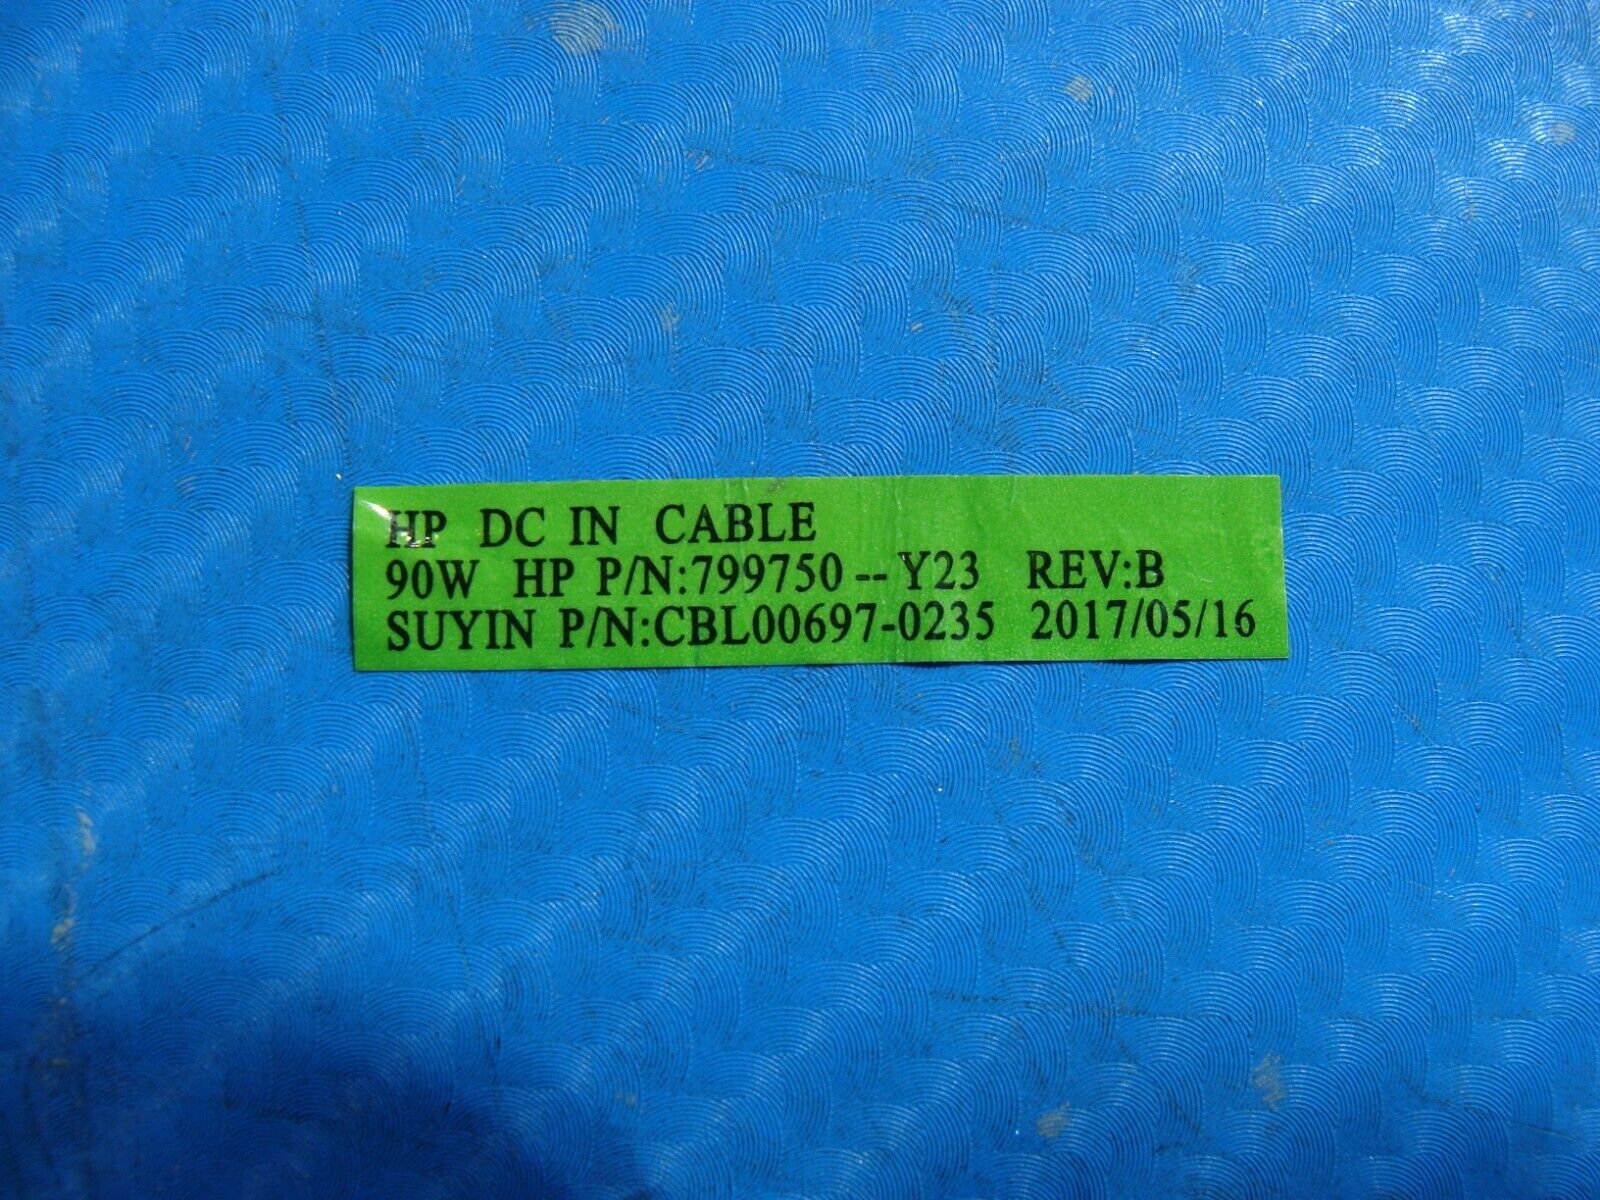 HP DC IN CABLE
90W HP P/N:799750--Y23 REV:B
SUYIN P/N:CBL00697-0235 2017/05/16